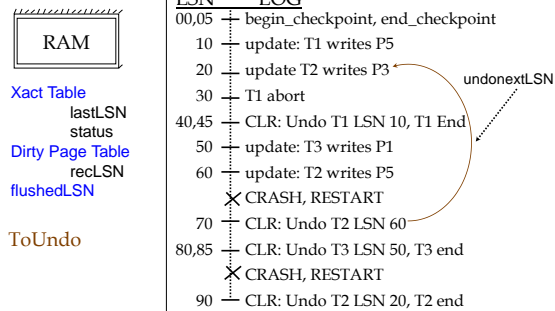 RAM
Xact Table
lastLSN
status
Dirty Page Table
recLSN
flushedLSN
ToUndo
LSN LOG
00,05 begin_checkpoint, end_checkpoint
10 update: T1 writes P5
20 update T2 writes P3
undonextLSN
30 T1 abort
40,45 CLR: Undo T1 LSN 10, T1 End
50 update: T3 writes P1
60 update: T2 writes P5
CRASH, RESTART
70 CLR: Undo T2 LSN 60
80,85 CLR: Undo T3 LSN 50, T3 end
CRASH, RESTART
90 CLR: Undo T2 LSN 20, T2 end